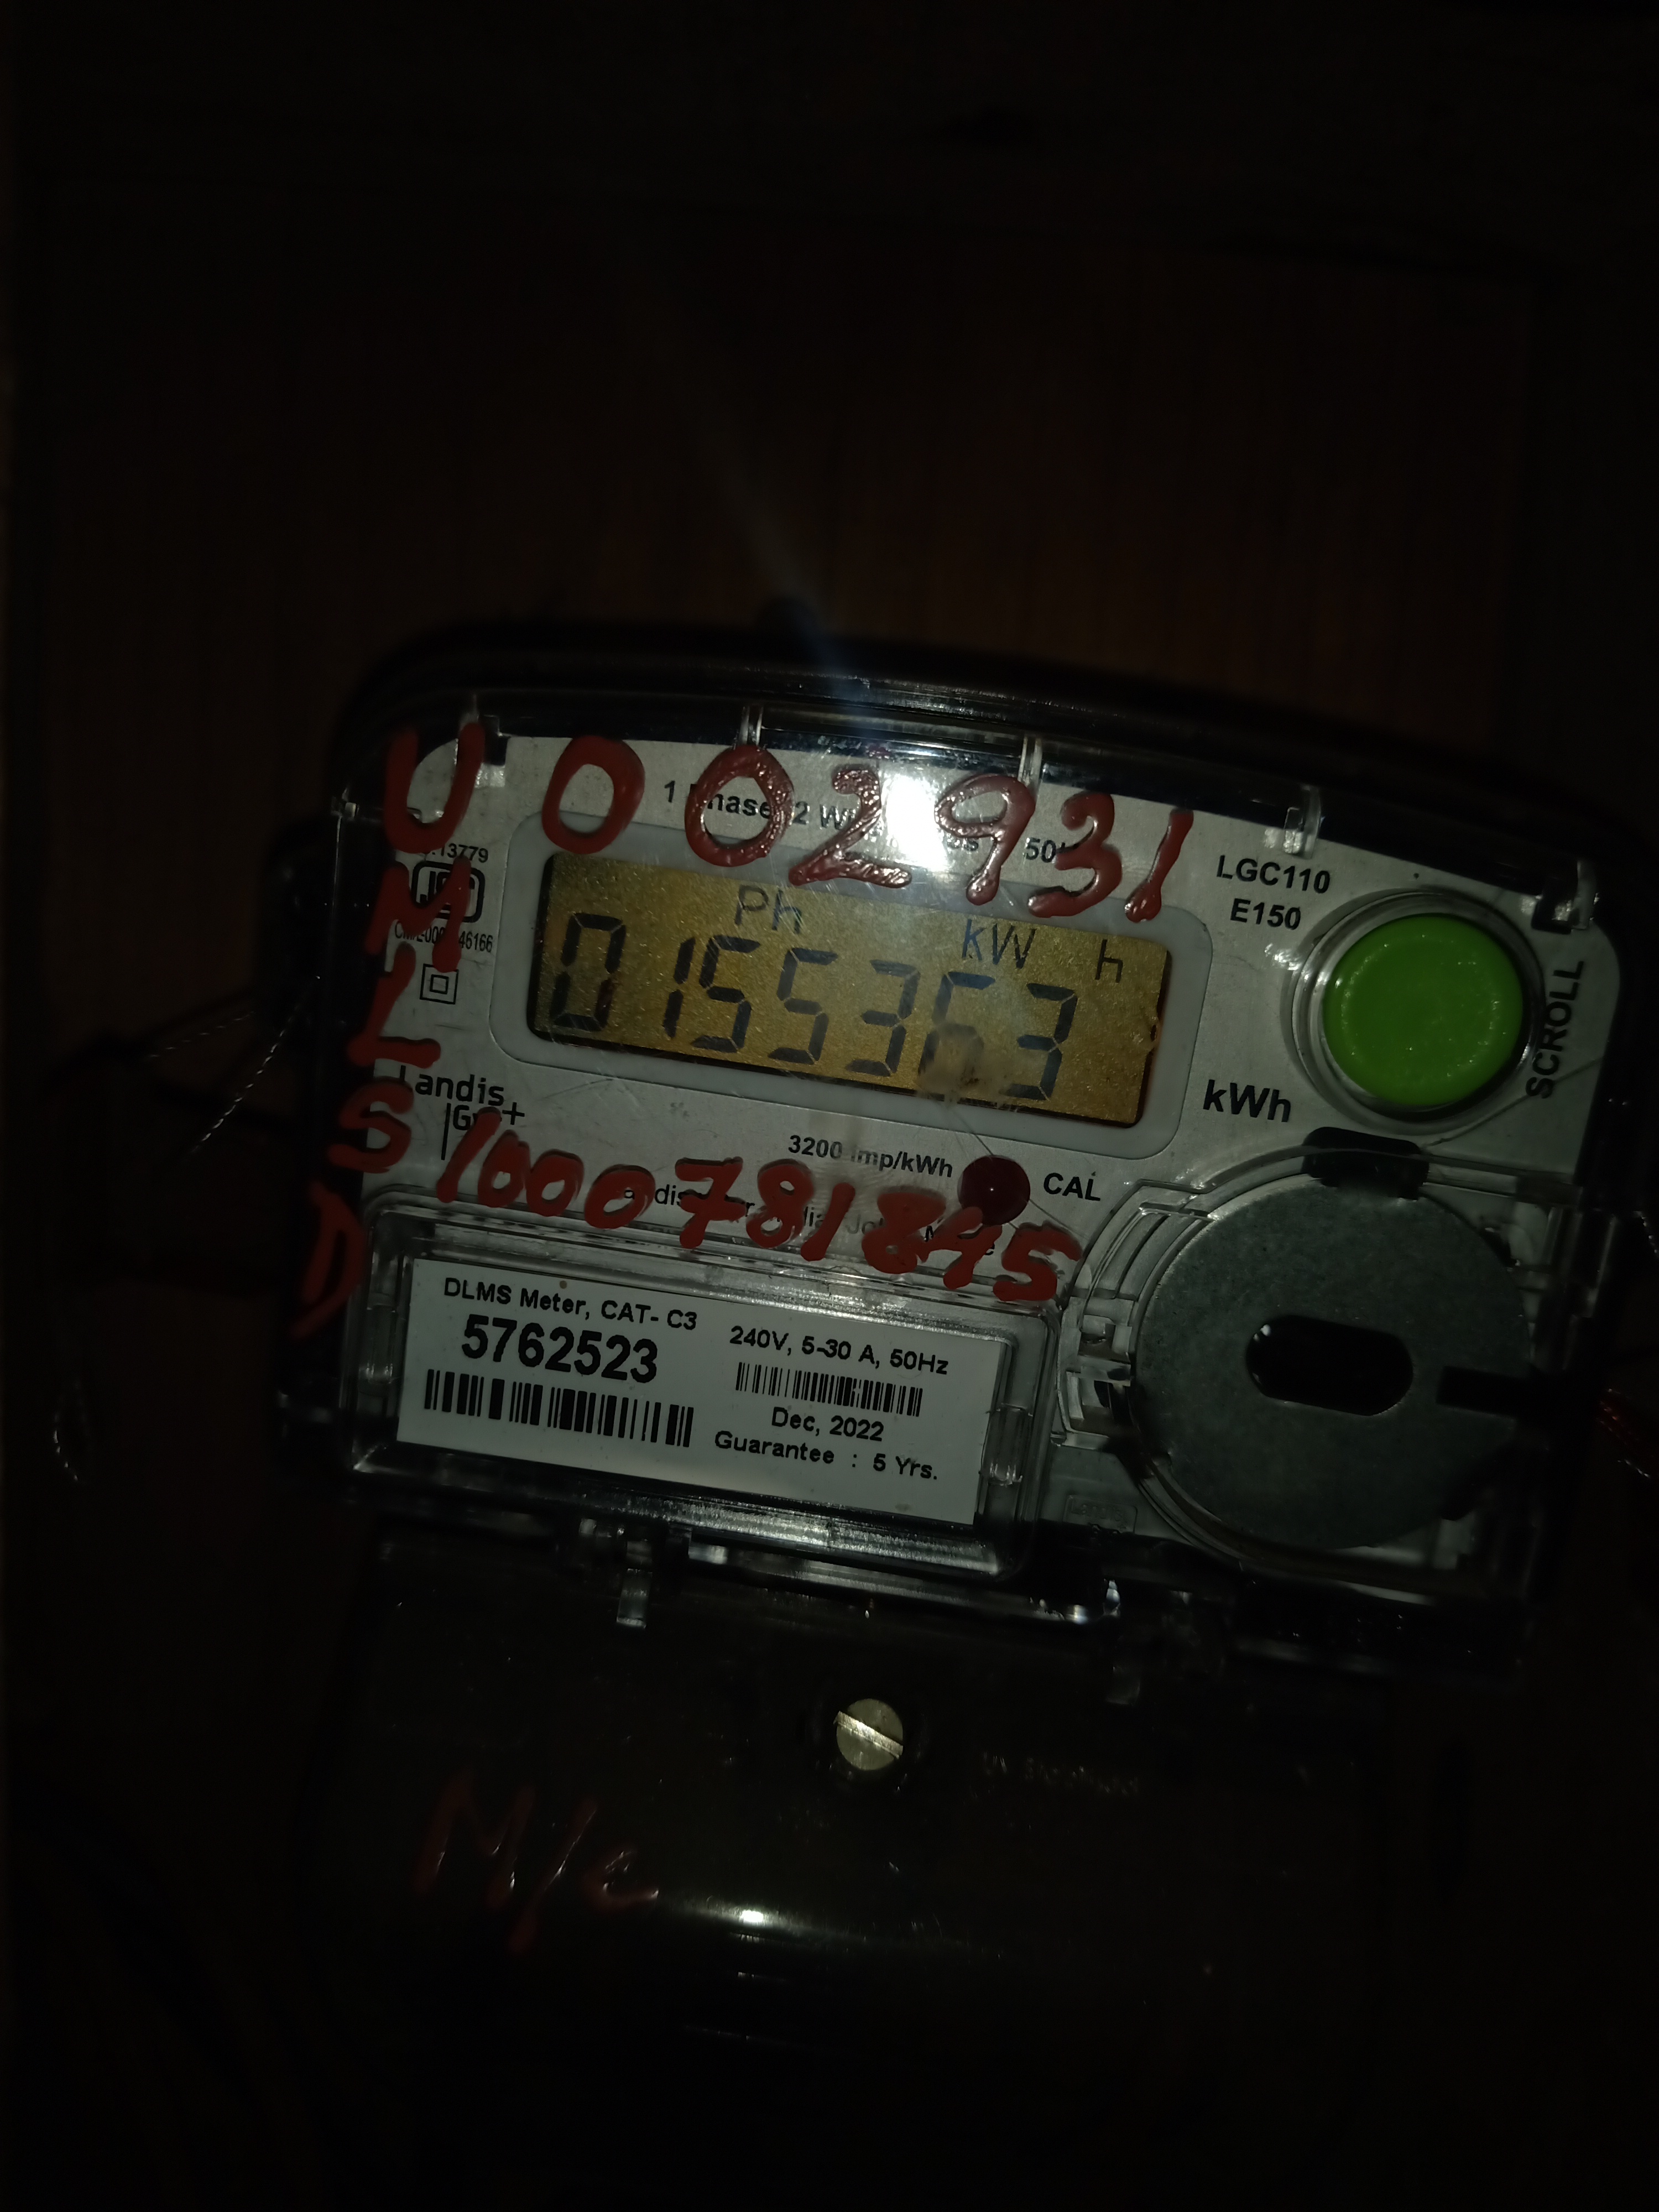 U 002931
M
L
S 1000781845
D
50
LGC110
E150
SCROLL
Ph kW h
0155363
kWh
Landis
3200 imp/kWh
CAL
DLMS Meter, CAT- C3
5762523
240V, 5-30 A, 50Hz
Dec, 2022
Guarantee : 5 Yrs.
M/c